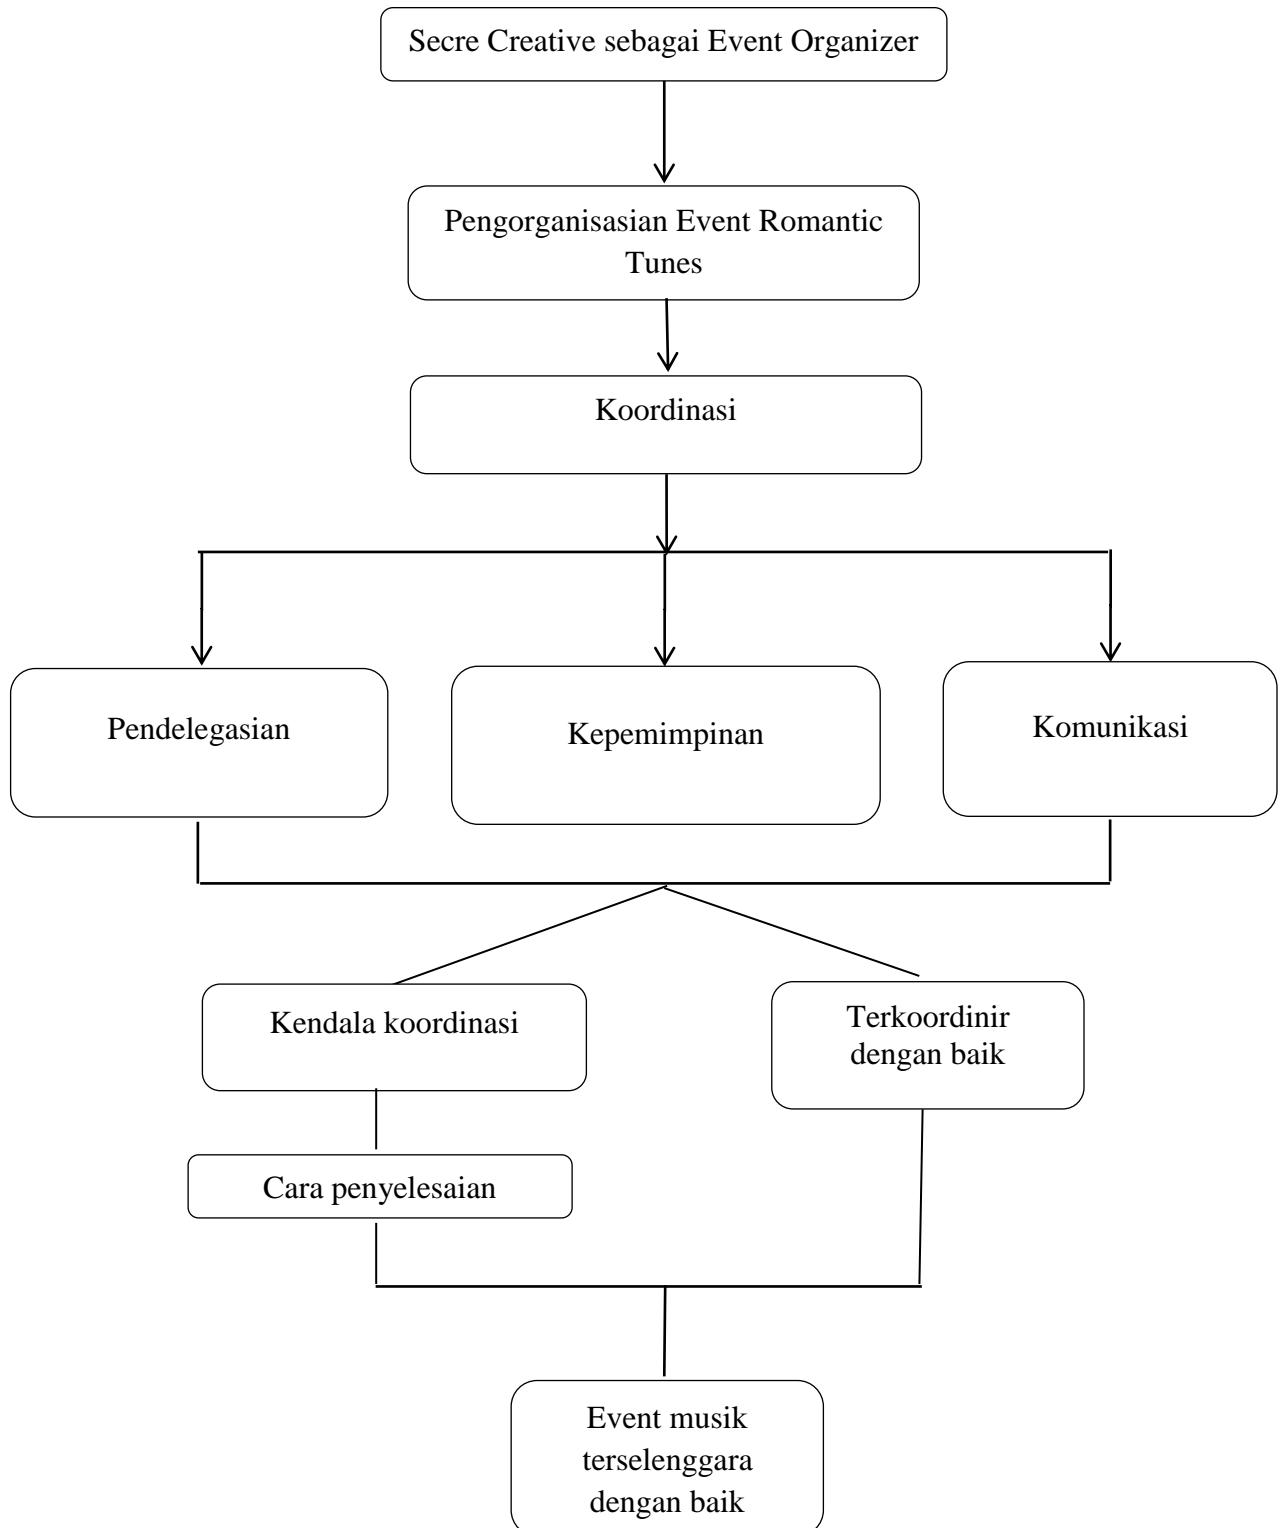 Secre Creative sebagai Event Organizer
Pengorganisasian Event Romantic
Tunes
Koordinasi
Pendelegasian
Kepemimpinan
Komunikasi
Kendala koordinasi
Terkoordinir
dengan baik
Cara penyelesaian
Event musik
terselenggara
dengan baik